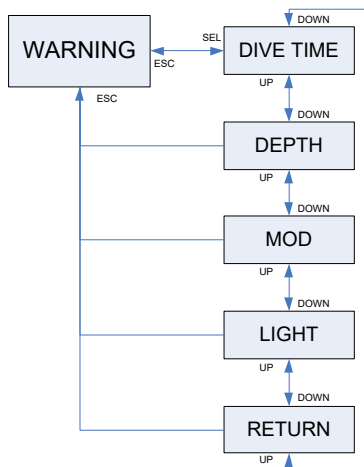 WARNING
SEL
ESC
DIVE TIME
ESC
UP
DOWN
DOWN
DEPTH
UP
DOWN
MOD
UP
DOWN
LIGHT
UP
DOWN
RETURN
UP